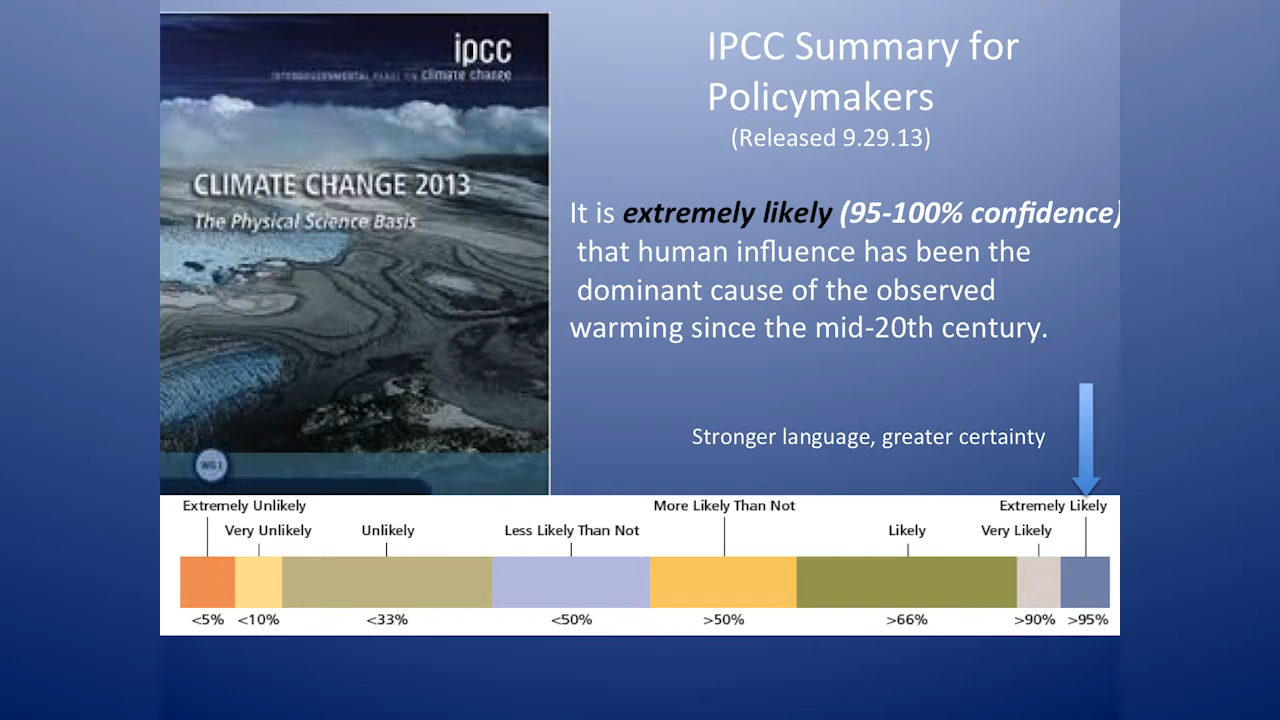 ipcc
INTERGOVERNMENTAL PANEL ON climate change
CLIMATE CHANGE 2013
The Physical Science Basis
WG I
IPCC Summary for
Policymakers
(Released 9.29.13)
It is extremely likely (95-100% confidence)
that human influence has been the
dominant cause of the observed
warming since the mid-20th century.
Stronger language, greater certainty
Extremely Unlikely
More Likely Than Not
Extremely Likely
Very Unlikely
Unlikely
Less Likely Than Not
Likely
Very Likely
<5%
<10%
<33%
<50%
>50%
>66%
>90%
>95%